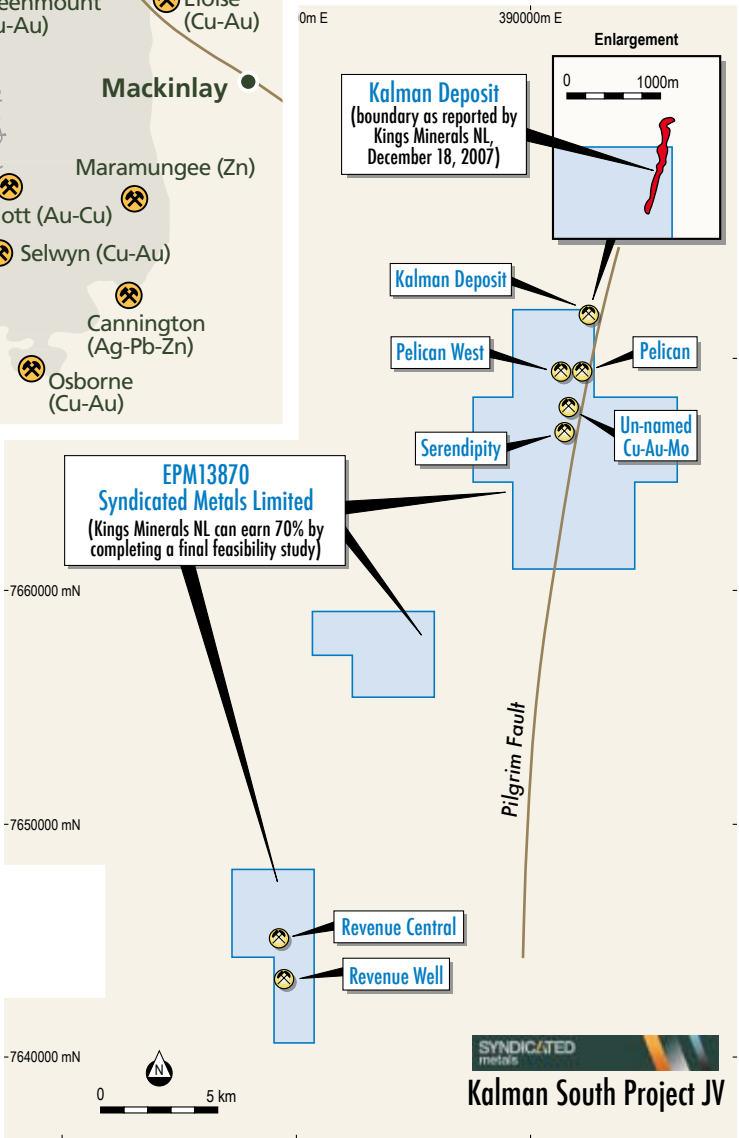 (Cu-Au)
Mackinlay
Maramungee (Zn)
(Au-Cu)
Selwyn (Cu-Au)
Cannington
(Ag-Pb-Zn)
Osborne
(Cu-Au)
0m E
390000m E
Enlargement
0
1000m
Kalman Deposit
(boundary as reported by
Kings Minerals NL,
December 18, 2007)
Kalman Deposit
Pelican West
Pelican
Un-named
Cu-Au-Mo
Serendipity
EPM13870
Syndicated Metals Limited
(Kings Minerals NL can earn 70% by
completing a final feasibility study)
7660000 mN
Pilgrim Fault
7650000 mN
Revenue Central
Revenue Well
7640000 mN
N
0
5 km
SYNDICATED
metals
Kalman South Project JV